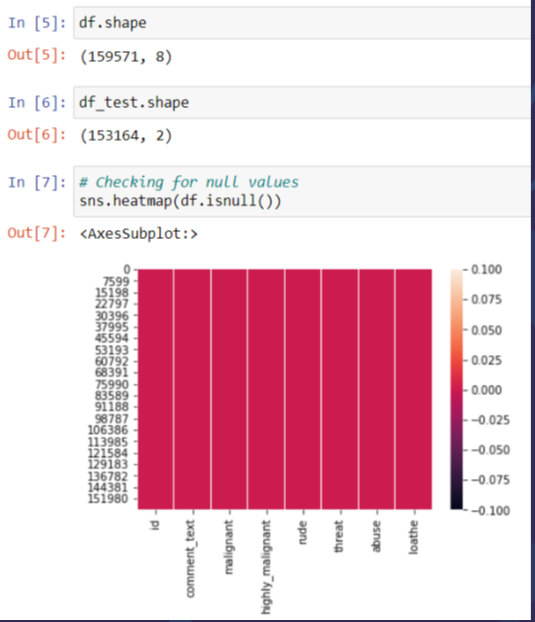 In [5]: df.shape
Out[5]: (159571, 8)
In [6]: df_test.shape
Out[6]: (153164, 2)
In [7]: # Checking for null values
sns.heatmap(df.isnull())
Out[7]: <AxesSubplot:>
0
7599
15198
22797
30396
37995
45594
53193
60792
68391
75990
83589
91188
98787
106386
113985
121584
129183
136782
144381
151980
0.100
0.075
0.050
0.025
0.000
−0.025
−0.050
−0.075
−0.100
id
comment_text
malignant
highly_malignant
rude
threat
abuse
loathe